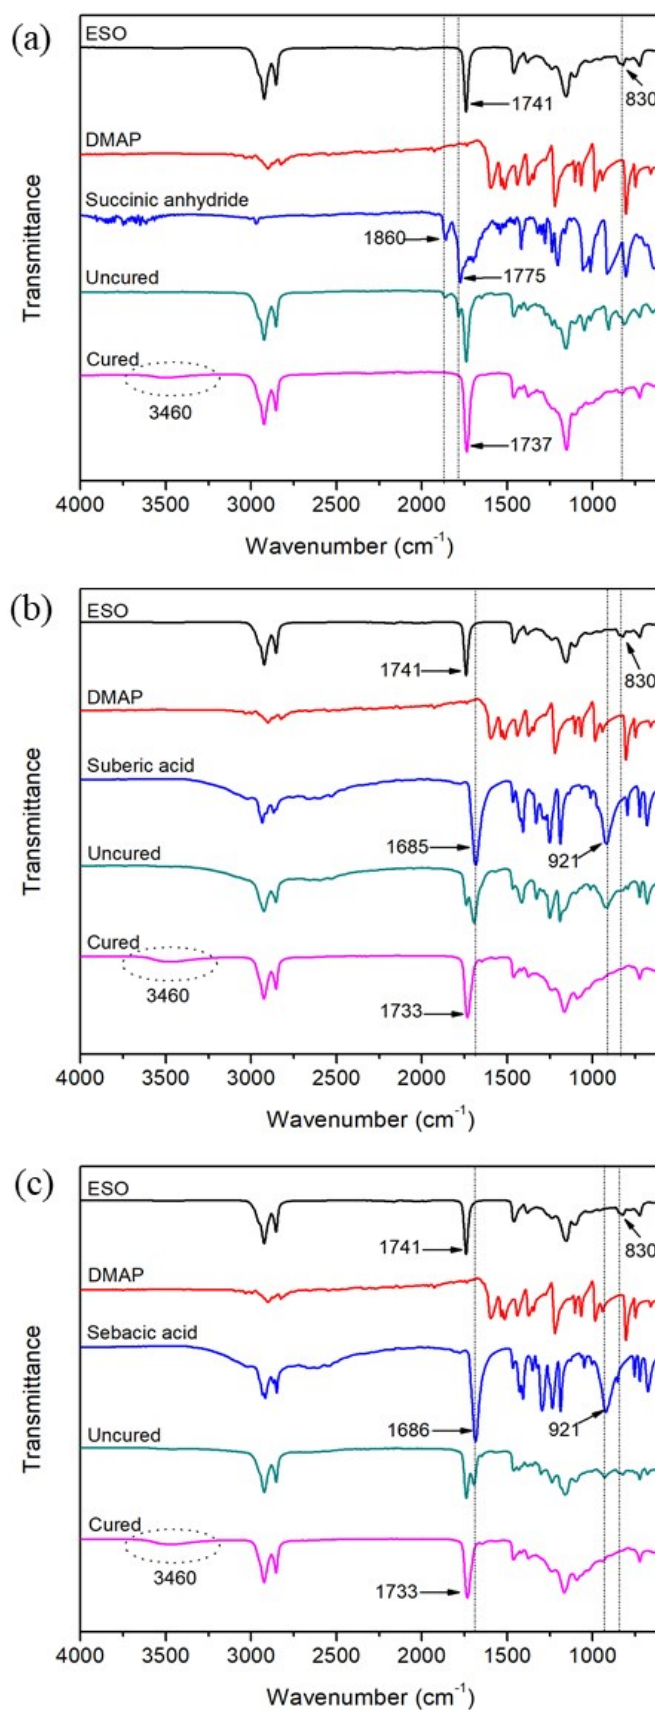 (a)
ESO
1741
830
DMAP
Succinic anhydride
1860
1775
Uncured
Cured
3460
1737
Transmittance
4000 3500 3000 2500 2000 1500 1000
Wavenumber (cm⁻¹)
(b)
ESO
1741
830
DMAP
Suberic acid
1685
921
Uncured
Cured
3460
1733
Transmittance
4000 3500 3000 2500 2000 1500 1000
Wavenumber (cm⁻¹)
(c)
ESO
1741
830
DMAP
Sebacic acid
1686
921
Uncured
Cured
3460
1733
Transmittance
4000 3500 3000 2500 2000 1500 1000
Wavenumber (cm⁻¹)